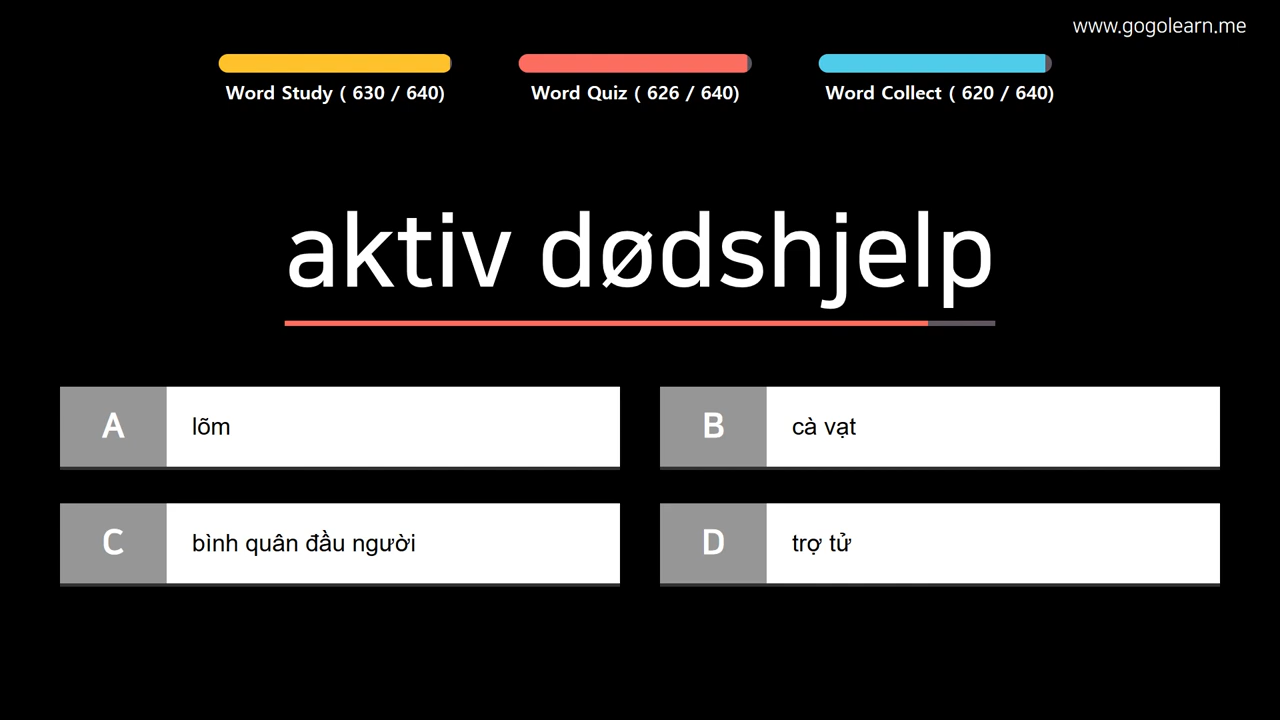 www.gogolearn.me
Word Study ( 630 / 640)
Word Quiz ( 626 / 640)
Word Collect ( 620 / 640)
aktiv dødshjelp
A
lõm
B
cà vạt
C
bình quân đầu người
D
trợ tử